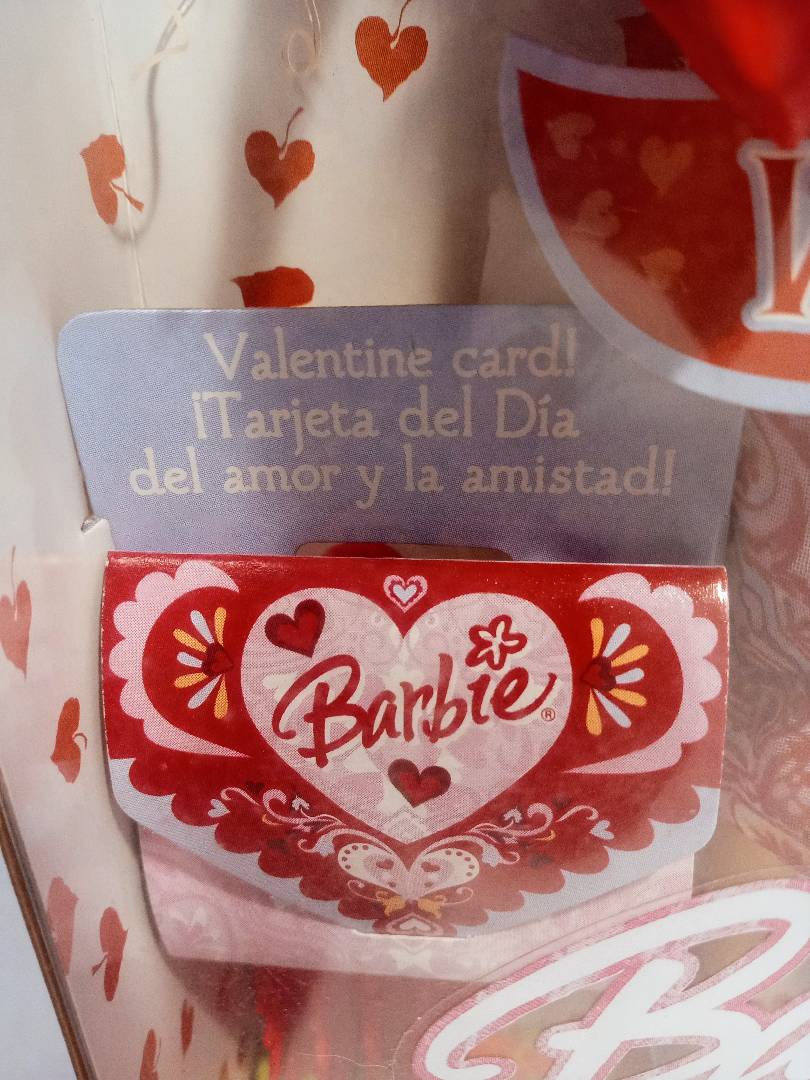 Valentine card!
¡Tarjeta del Día
del amor y la amistad!
Barbie®